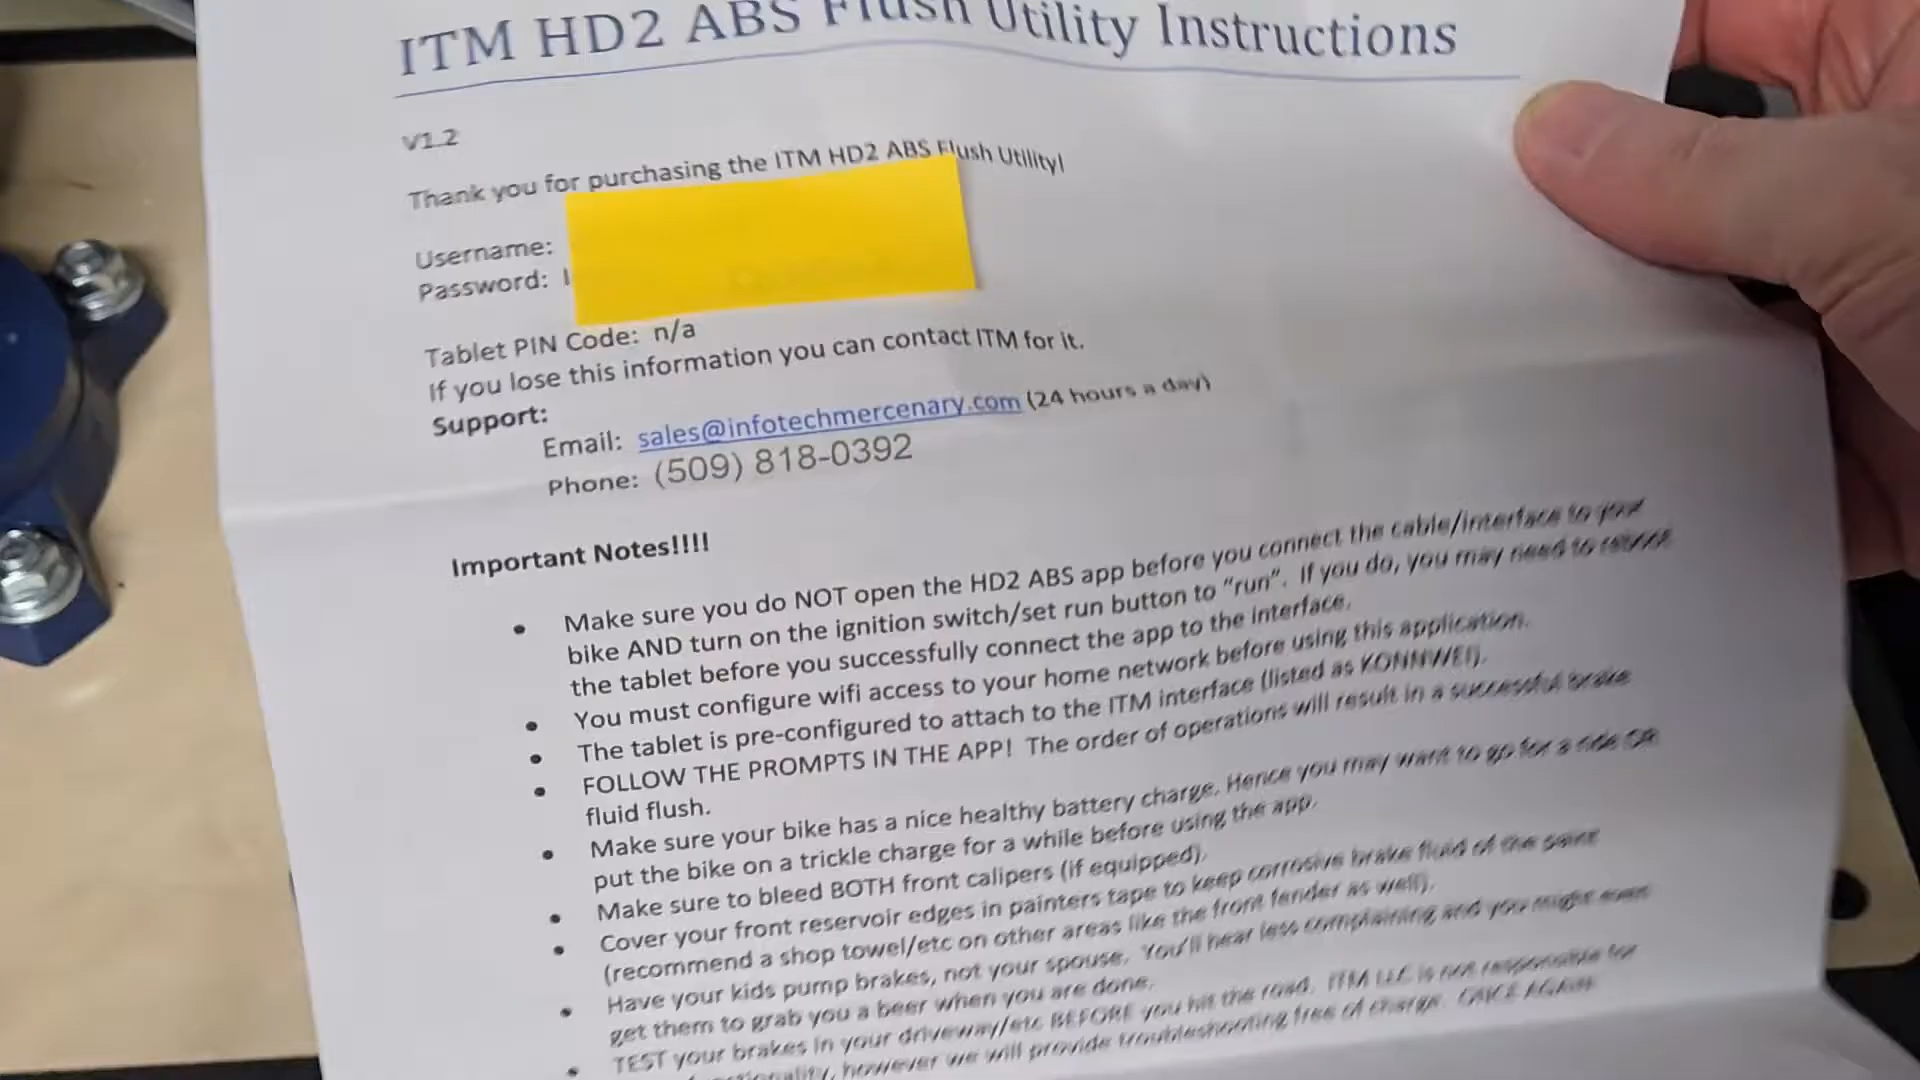 ITM HD2 ABS Flush Utility Instructions
V1.2
Thank you for purchasing the ITM HD2 ABS Flush Utility!
Username:
Password:
Tablet PIN Code: n/a
If you lose this information you can contact ITM for it.
Support:
Email: sales@infotechmercenary.com (24 hours a day)
Phone: (509) 818-0392
Important Notes!!!!
• Make sure you do NOT open the HD2 ABS app before you connect the cable/interface to your
bike AND turn on the ignition switch/set run button to "run". If you do, you may need to
the tablet before you successfully connect the app to the interface.
• You must configure wifi access to your home network before using this application.
• The tablet is pre-configured to attach to the ITM interface (listed as KONNWEI).
• FOLLOW THE PROMPTS IN THE APP! The order of operations will result in a successful brake
fluid flush.
• Make sure your bike has a nice healthy battery charge. Hence you may want to go for a ride OR
put the bike on a trickle charge for a while before using the app.
• Make sure to bleed BOTH front calipers (if equipped).
• Cover your front reservoir edges in painters tape to keep corrosive brake fluid of the paint
(recommend a shop towel/etc on other areas like the front fender as well).
• Have your kids pump brakes, not your spouse. You'll hear less complaining and you might even
get them to grab you a beer when you are done.
• TEST your brakes in your driveway/etc BEFORE you hit the road. ITM LLC is not responsible for
however we will provide troubleshooting free of charge. ONCE AGAIN